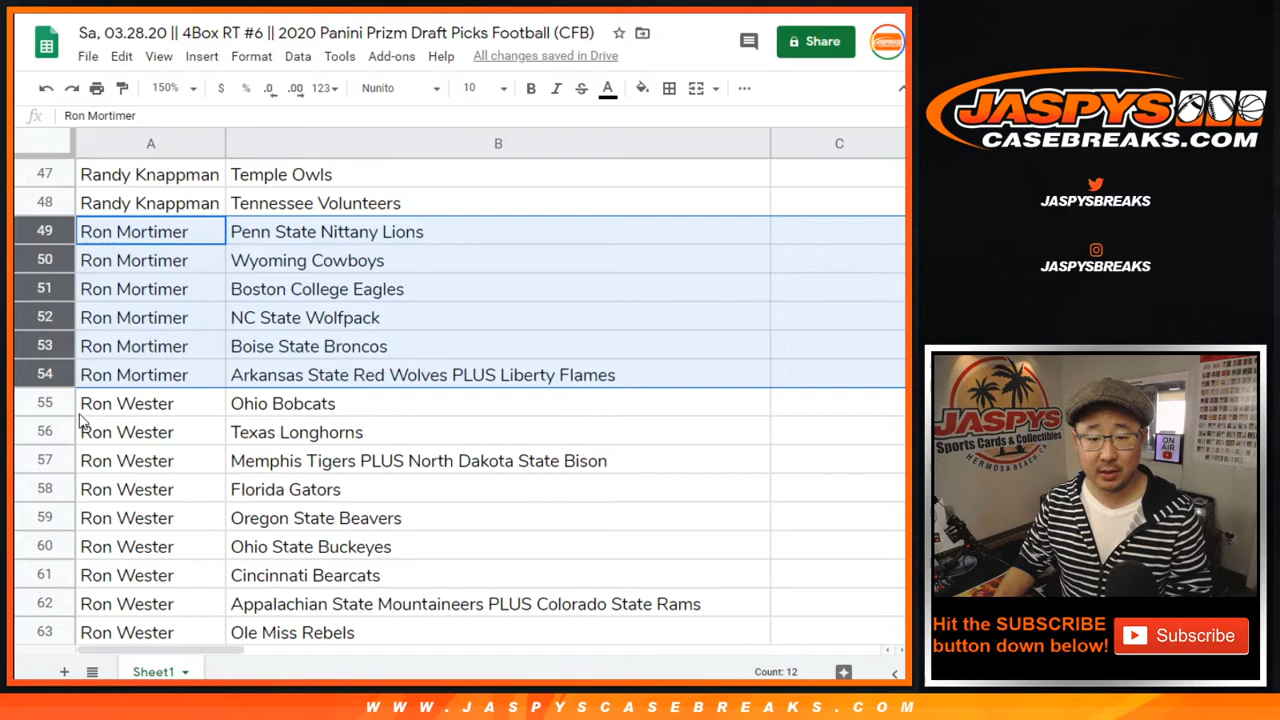 Sa, 03.28.20 || 4Box RT #6 || 2020 Panini Prizm Draft Picks Football (CFB)
Share
File Edit View Insert Format Data Tools Add-ons Help All changes saved in Drive
150% $ % .0 .00 123 Nunito 10 B I S A ...
fx Ron Mortimer
A B C
47 Randy Knappman Temple Owls
48 Randy Knappman Tennessee Volunteers
49 Ron Mortimer Penn State Nittany Lions
50 Ron Mortimer Wyoming Cowboys
51 Ron Mortimer Boston College Eagles
52 Ron Mortimer NC State Wolfpack
53 Ron Mortimer Boise State Broncos
54 Ron Mortimer Arkansas State Red Wolves PLUS Liberty Flames
55 Ron Wester Ohio Bobcats
56 Ron Wester Texas Longhorns
57 Ron Wester Memphis Tigers PLUS North Dakota State Bison
58 Ron Wester Florida Gators
59 Ron Wester Oregon State Beavers
60 Ron Wester Ohio State Buckeyes
61 Ron Wester Cincinnati Bearcats
62 Ron Wester Appalachian State Mountaineers PLUS Colorado State Rams
63 Ron Wester Ole Miss Rebels
+ Sheet1 Count: 12
JASPYS
CASEBREAKS.COM
JASPYSBREAKS
JASPYSBREAKS
JASPYS
Sports Cards & Collectibles
HERMOSA BEACH, CA
ON AIR
Hit the SUBSCRIBE
button down below!
Subscribe
WWW.JASPYSCASEBREAKS.COM